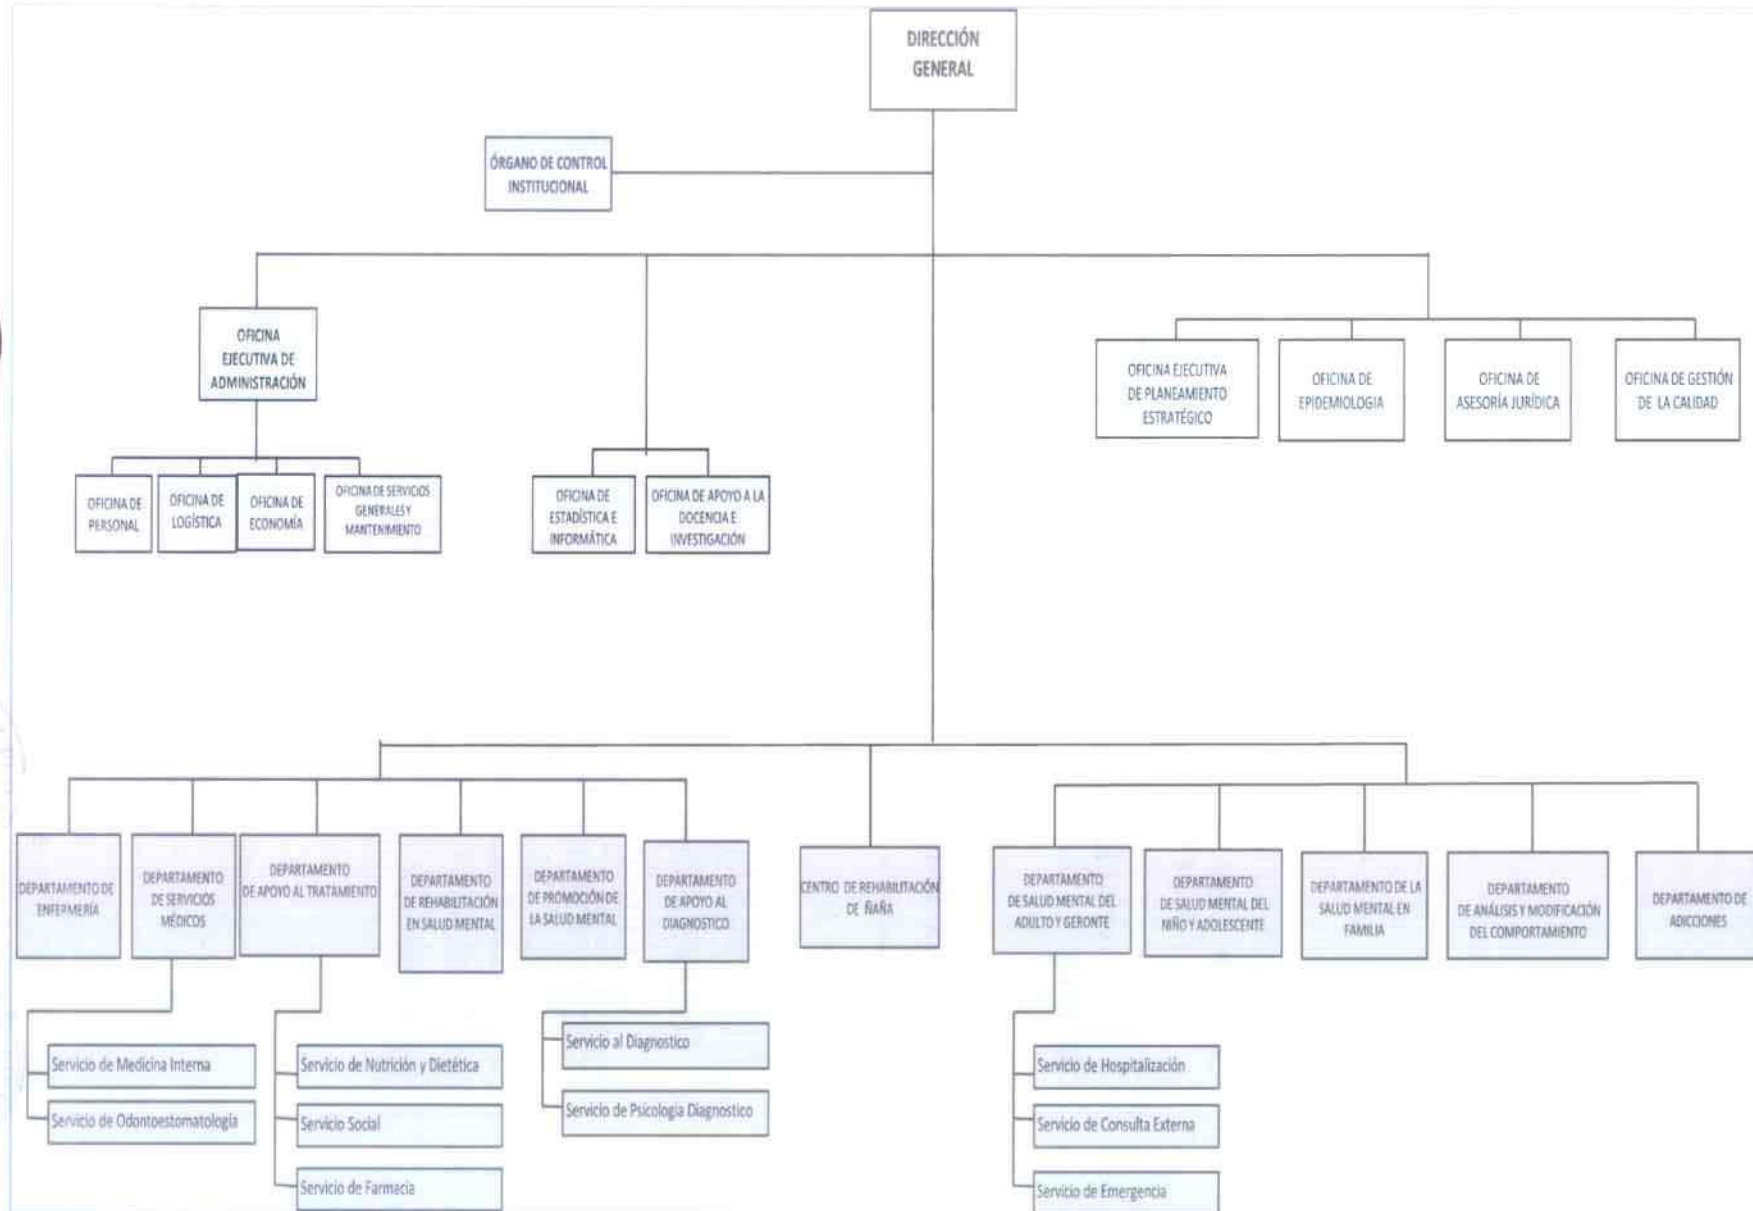 DIRECCIÓN
GENERAL
ÓRGANO DE CONTROL
INSTITUCIONAL
OFICINA
EJECUTIVA DE
ADMINISTRACIÓN
OFICINA EJECUTIVA
DE PLANEAMIENTO
ESTRATÉGICO
OFICINA DE
EPIDEMIOLOGIA
OFICINA DE
ASESORÍA JURÍDICA
OFICINA DE GESTIÓN
DE LA CALIDAD
OFICINA DE
PERSONAL
OFICINA DE
LOGÍSTICA
OFICINA DE
ECONOMÍA
OFICINA DE SERVICIOS
GENERALES Y
MANTENIMIENTO
OFICINA DE
ESTADÍSTICA E
INFORMÁTICA
OFICINA DE APOYO A LA
DOCENCIA E
INVESTIGACIÓN
DEPARTAMENTO DE
ENFERMERÍA
DEPARTAMENTO
DE SERVICIOS
MÉDICOS
DEPARTAMENTO
DE APOYO AL TRATAMIENTO
DEPARTAMENTO
DE REHABILITACIÓN
EN SALUD MENTAL
DEPARTAMENTO
DE PROMOCIÓN DE
LA SALUD MENTAL
DEPARTAMENTO
DE APOYO AL
DIAGNOSTICO
CENTRO DE REHABILITACIÓN
DE ÑAÑA
DEPARTAMENTO
DE SALUD MENTAL DEL
ADULTO Y GERONTE
DEPARTAMENTO
DE SALUD MENTAL DEL
NIÑO Y ADOLESCENTE
DEPARTAMENTO DE LA
SALUD MENTAL EN
FAMILIA
DEPARTAMENTO
DE ANÁLISIS Y MODIFICACIÓN
DEL COMPORTAMIENTO
DEPARTAMENTO DE
ADICCIONES
Servicio de Medicina Interna
Servicio de Odontoestomatología
Servicio de Nutrición y Dietética
Servicio Social
Servicio de Farmacia
Servicio al Diagnostico
Servicio de Psicologia Diagnostico
Servicio de Hospitalización
Servicio de Consulta Externa
Servicio de Emergencia